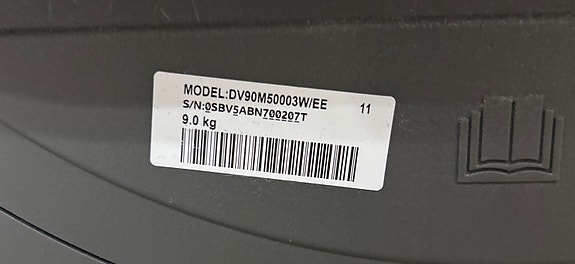 MODEL:DV90M50003W/EE 11
S/N:0SBV5ABN700207T
9.0 kg